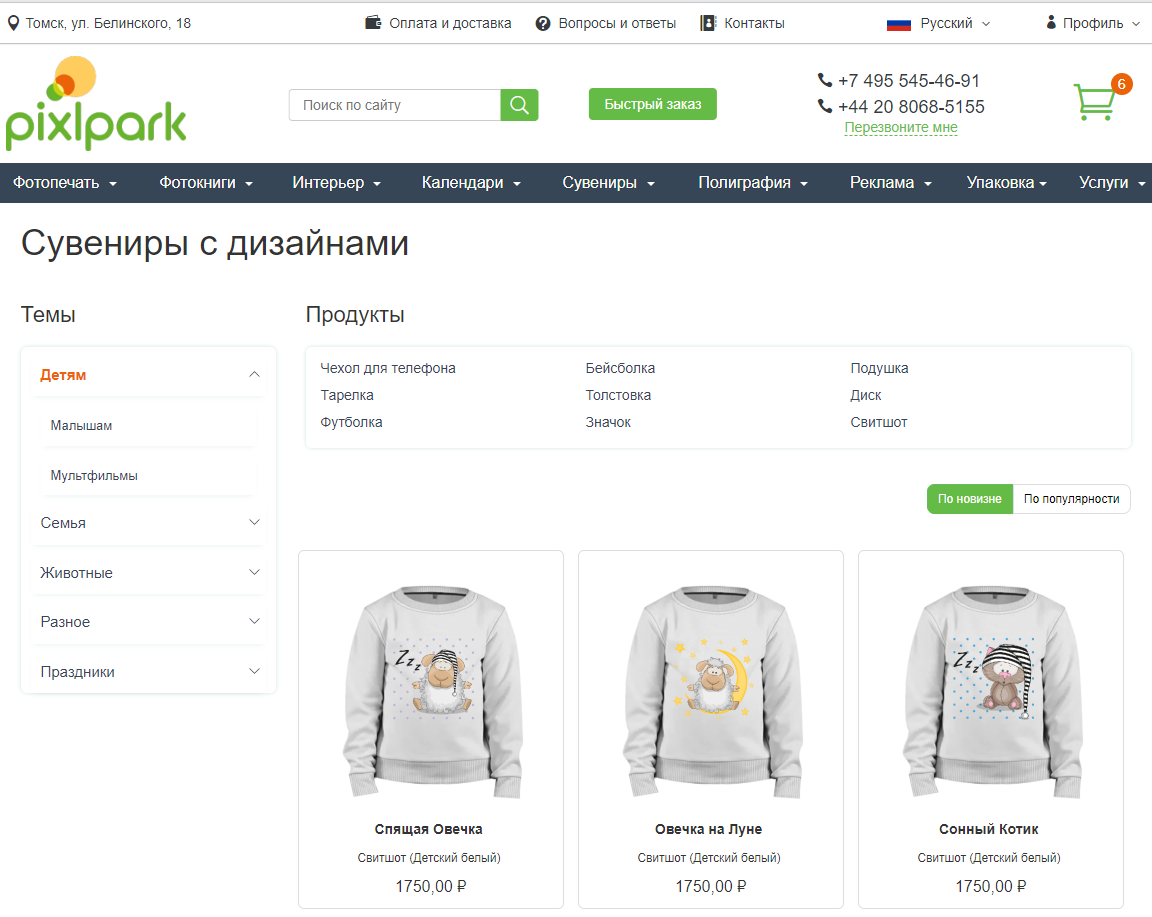 Томск, ул. Белинского, 18
Оплата и доставка
Вопросы и ответы
Контакты
Русский
Профиль
pixlpark
Поиск по сайту
Быстрый заказ
+7 495 545-46-91
+44 20 8068-5155
Перезвоните мне
6
Фотопечать
Фотокниги
Интерьер
Календари
Сувениры
Полиграфия
Реклама
Упаковка
Услуги
Сувениры с дизайнами
Темы
Детям
Малышам
Мультфильмы
Семья
Животные
Разное
Праздники
Продукты
Чехол для телефона
Бейсболка
Подушка
Тарелка
Толстовка
Диск
Футболка
Значок
Свитшот
По новизне
По популярности
Zzz
Zzz
Спящая Овечка
Свитшот (Детский белый)
1750,00 ₽
Овечка на Луне
Свитшот (Детский белый)
1750,00 ₽
Сонный Котик
Свитшот (Детский белый)
1750,00 ₽